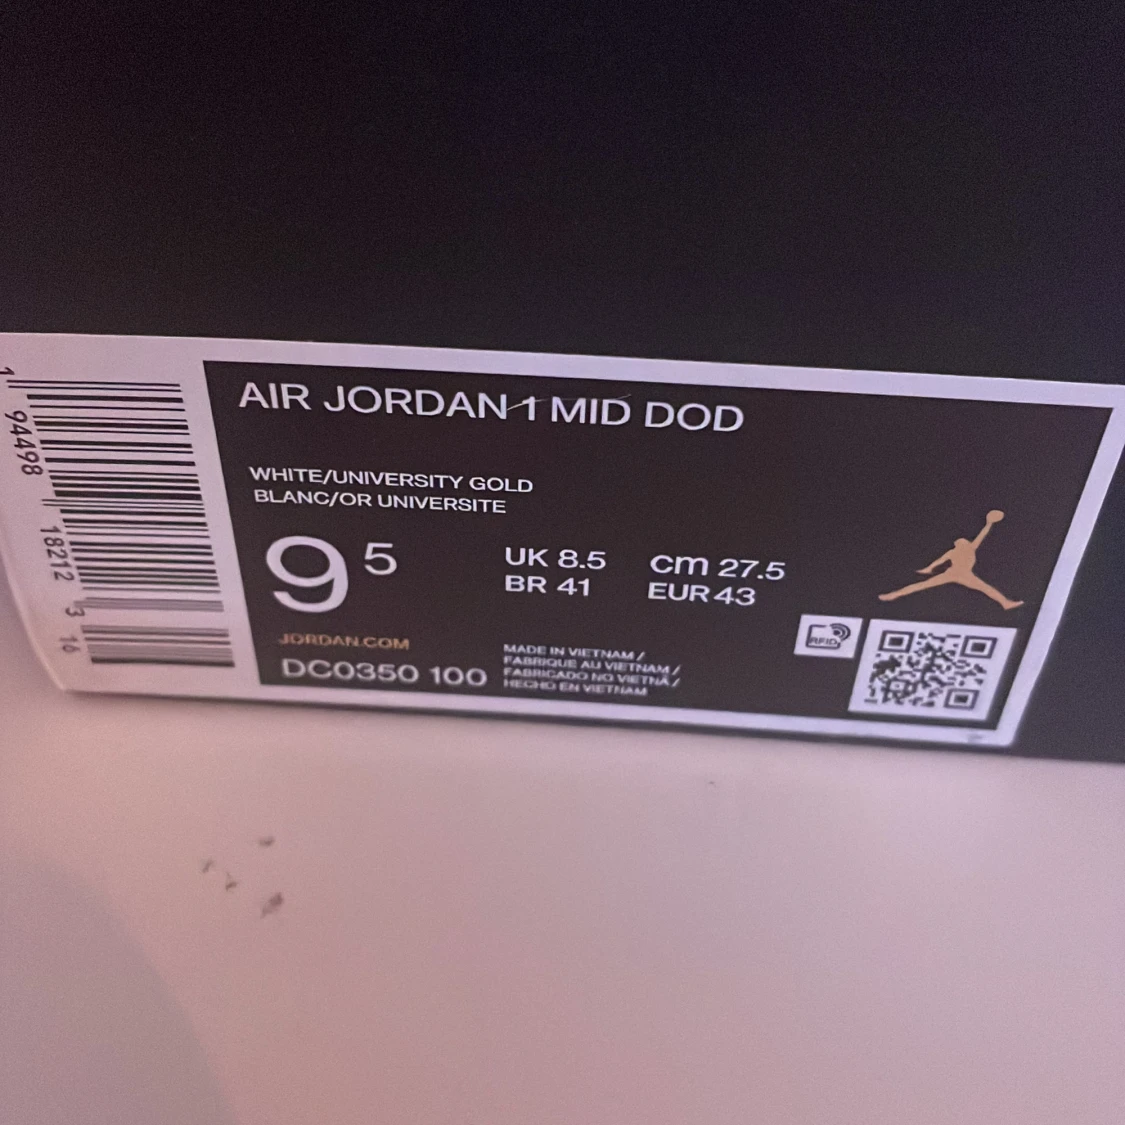 AIR JORDAN 1 MID DOD
WHITE/UNIVERSITY GOLD
BLANC/OR UNIVERSITE
9 5
UK 8.5 cm 27.5
BR 41 EUR 43
JORDAN.COM
DC0350 100
MADE IN VIETNAM /
FABRIQUE AU VIETNAM /
FABRICADO NO VIETNÃ /
HECHO EN VIETNAM
RFID
1 94498 18212 3 16